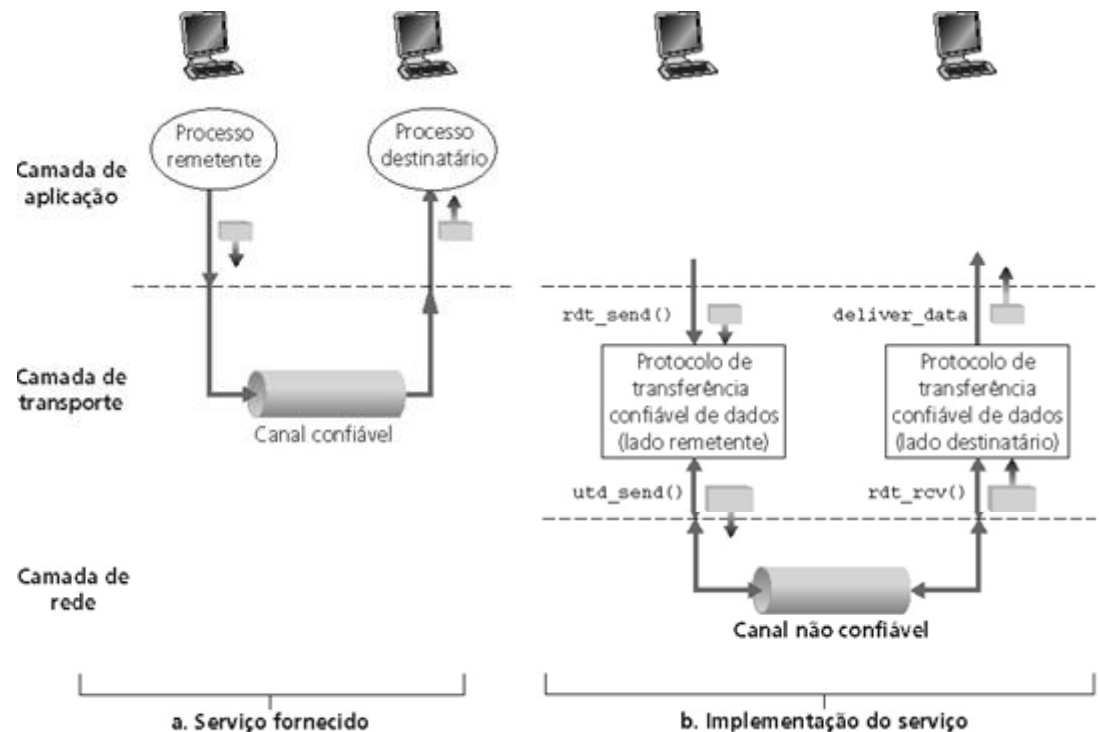 Processo
remetente
Processo
destinatário
Camada de
aplicação
Camada de
transporte
Canal confiável
rdt_send()
deliver_data
Protocolo de
transferência
confiável de dados
(lado remetente)
Protocolo de
transferência
confiável de dados
(lado destinatário)
utd_send()
rdt_rcv()
Camada de
rede
Canal não confiável
a. Serviço fornecido
b. Implementação do serviço